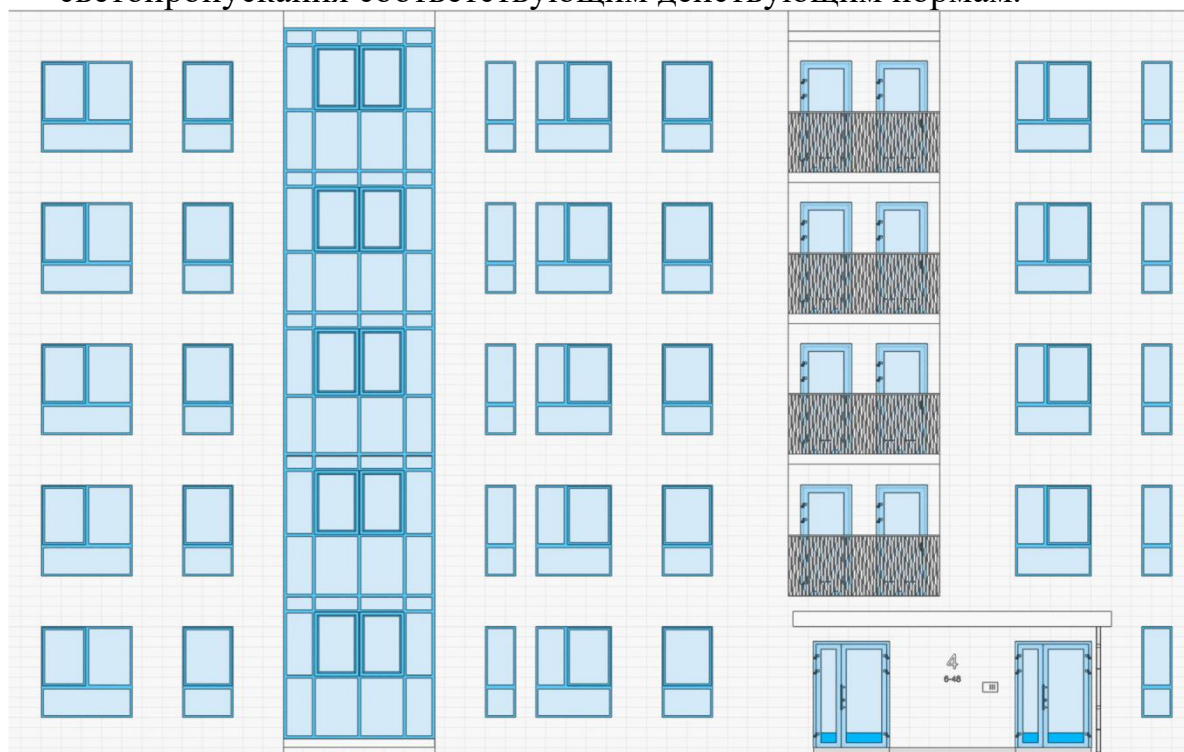 светопропускания соответствующим действующим нормам.
4
6-48